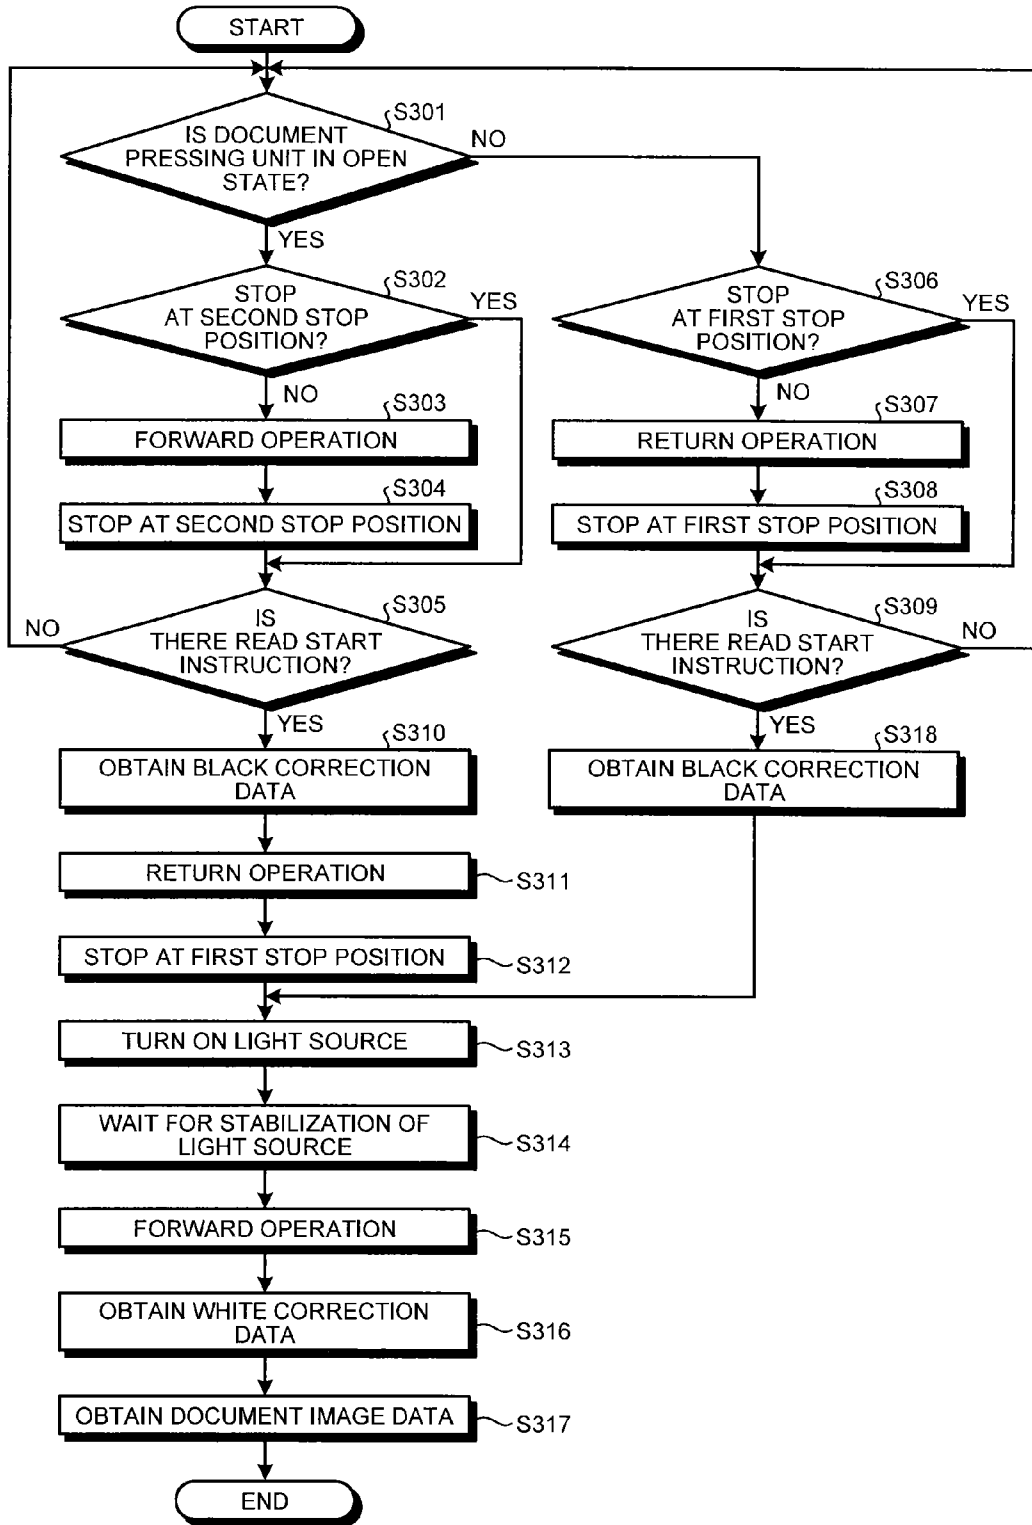 START
S301
IS DOCUMENT
PRESSING UNIT IN OPEN
STATE?
NO
YES
S302
STOP
AT SECOND STOP
POSITION?
YES
NO
S306
STOP
AT FIRST STOP
POSITION?
YES
NO
S303
FORWARD OPERATION
S307
RETURN OPERATION
S304
STOP AT SECOND STOP POSITION
S308
STOP AT FIRST STOP POSITION
S305
IS
THERE READ START
INSTRUCTION?
NO
YES
S309
IS
THERE READ START
INSTRUCTION?
NO
YES
S310
OBTAIN BLACK CORRECTION
DATA
S318
OBTAIN BLACK CORRECTION
DATA
RETURN OPERATION
S311
STOP AT FIRST STOP POSITION
S312
TURN ON LIGHT SOURCE
S313
WAIT FOR STABILIZATION OF
LIGHT SOURCE
S314
FORWARD OPERATION
S315
OBTAIN WHITE CORRECTION
DATA
S316
OBTAIN DOCUMENT IMAGE DATA
S317
END